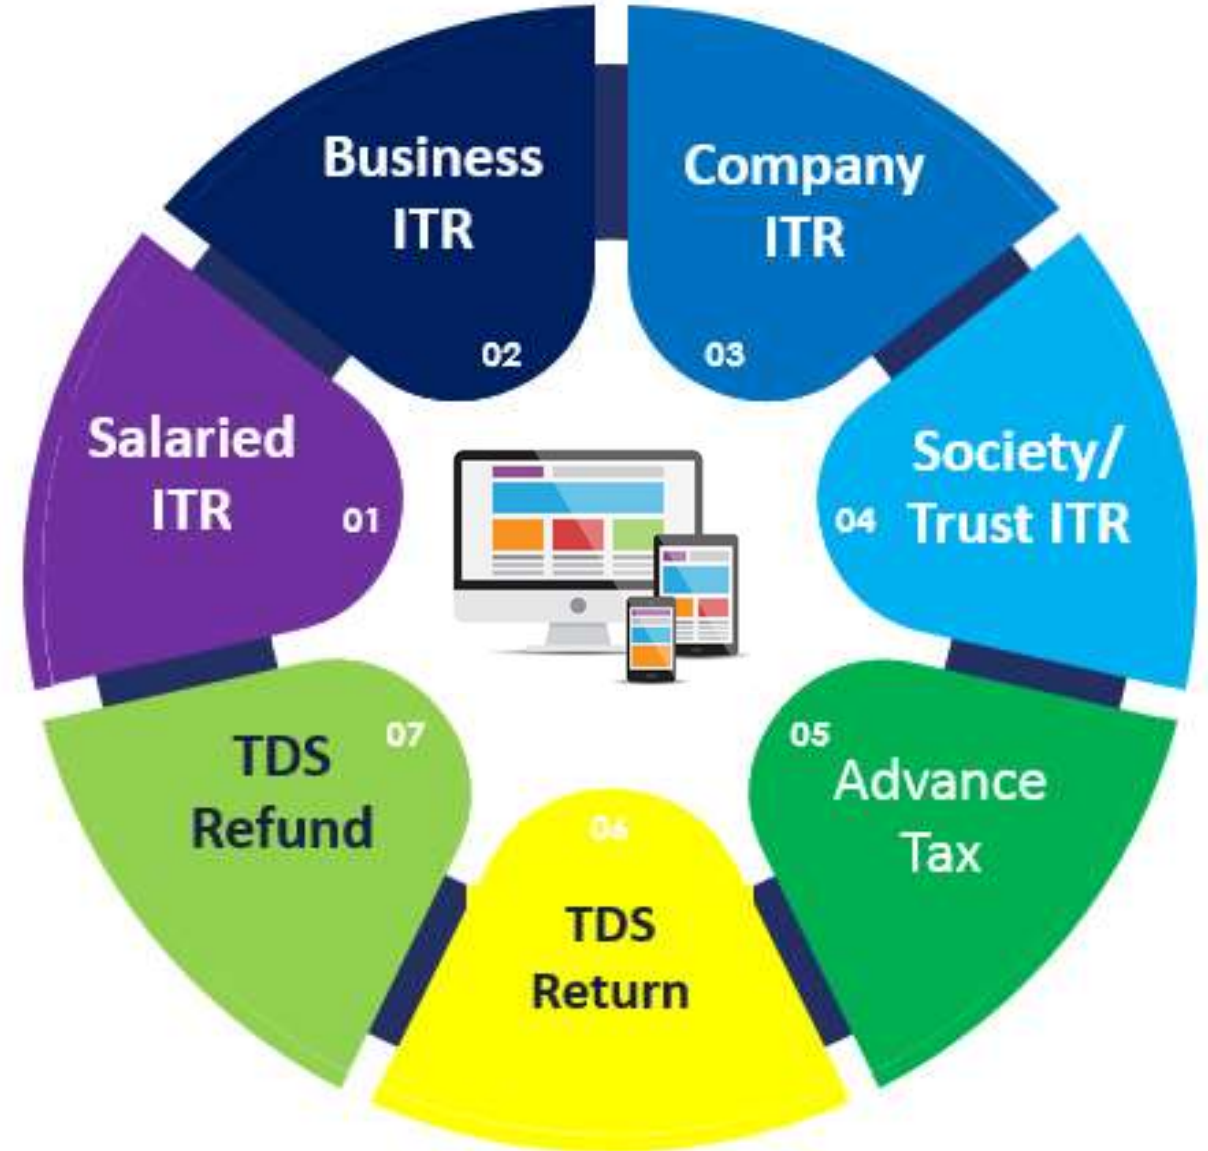 Salaried
ITR
01
Business
ITR
02
Company
ITR
03
04
Society/
Trust ITR
05
Advance
Tax
06
TDS
Return
07
TDS
Refund